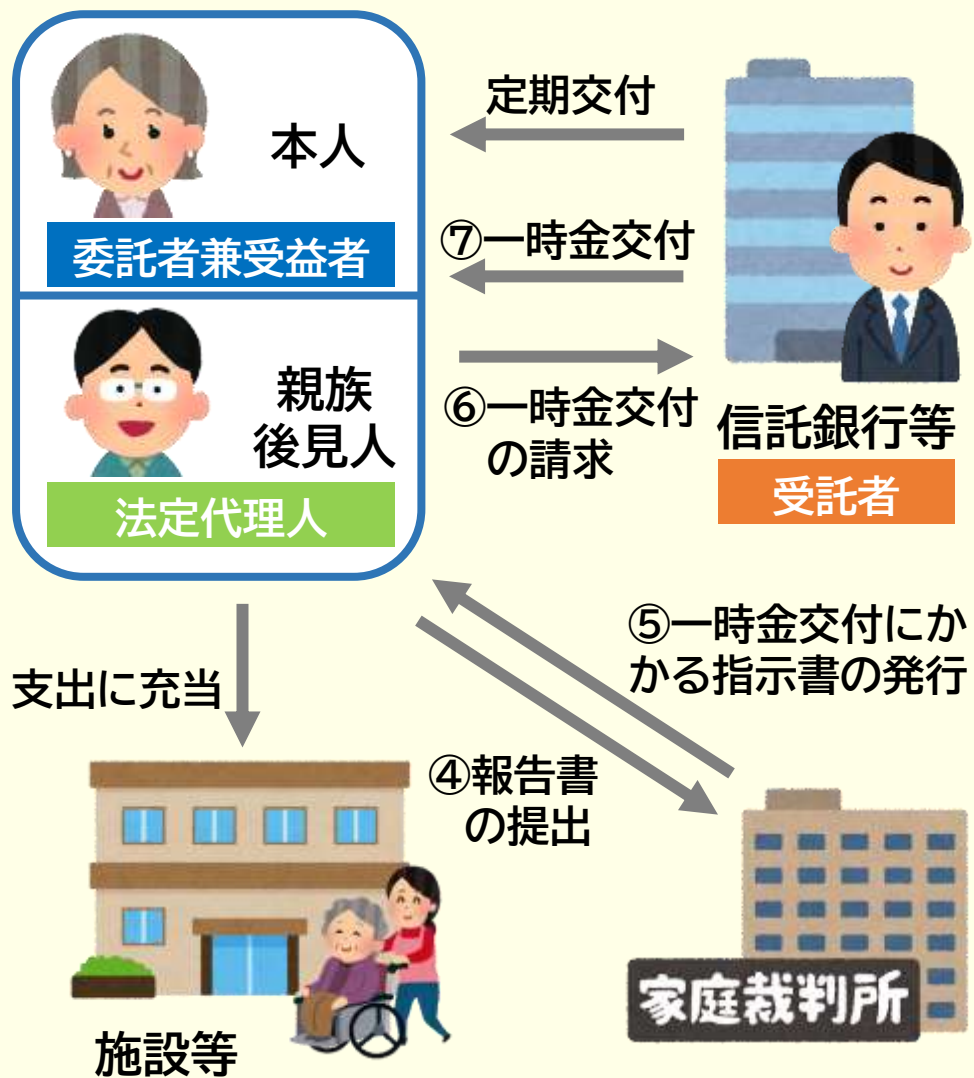 本人
委託者兼受益者
親族
後見人
法定代理人
定期交付
⑦一時金交付
⑥一時金交付
の請求
信託銀行等
受託者
支出に充当
⑤一時金交付にか
かる指示書の発行
④報告書
の提出
家庭裁判所
施設等